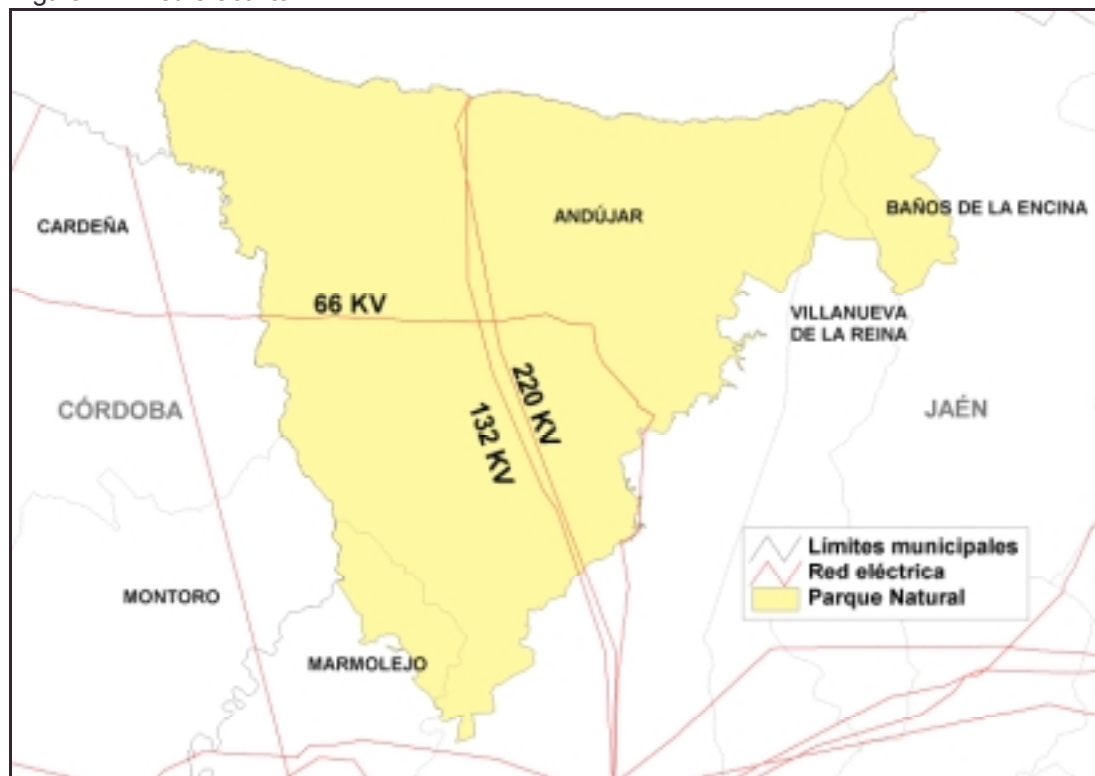 CARDEÑA
ANDÚJAR
BAÑOS DE LA ENCINA
66 KV
VILLANUEVA
DE LA REINA
CÓRDOBA
220 KV
132 KV
JAÉN
Límites municipales
Red eléctrica
Parque Natural
MONTORO
MARMOLEJO